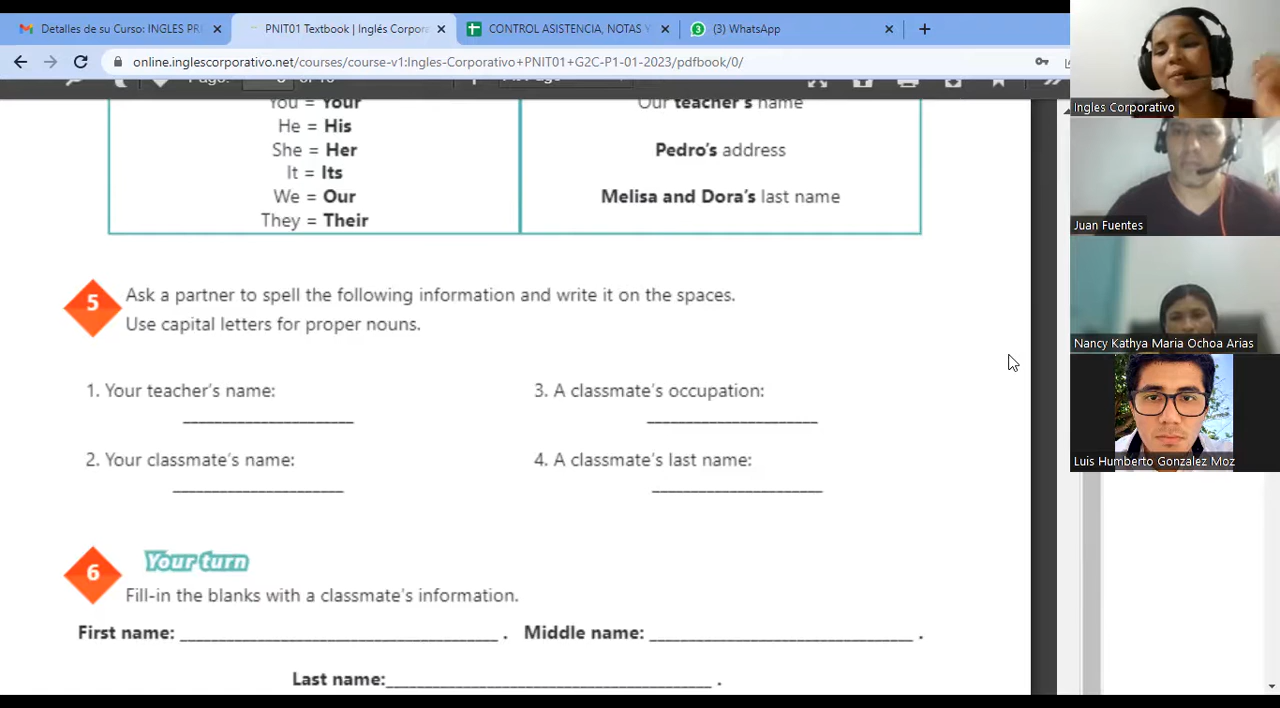 Detalles de su Curso: INGLES PR
PNIT01 Textbook | Inglés Corpora
CONTROL ASISTENCIA, NOTAS Y
3
(3) WhatsApp
online.inglescorporativo.net/courses/course-v1:Ingles-Corporativo+PNIT01+G2C-P1-01-2023/pdfbook/0/
You = Your
He = His
She = Her
It = Its
We = Our
They = Their
Our teacher's name
Pedro's address
Melisa and Dora's last name
5
Ask a partner to spell the following information and write it on the spaces.
Use capital letters for proper nouns.
1. Your teacher's name:
2. Your classmate's name:
3. A classmate's occupation:
4. A classmate's last name:
6
Your turn
Fill-in the blanks with a classmate's information.
First name: . Middle name: .
Last name: .
Ingles Corporativo
Juan Fuentes
Nancy Kathya Maria Ochoa Arias
Luis Humberto Gonzalez Moz